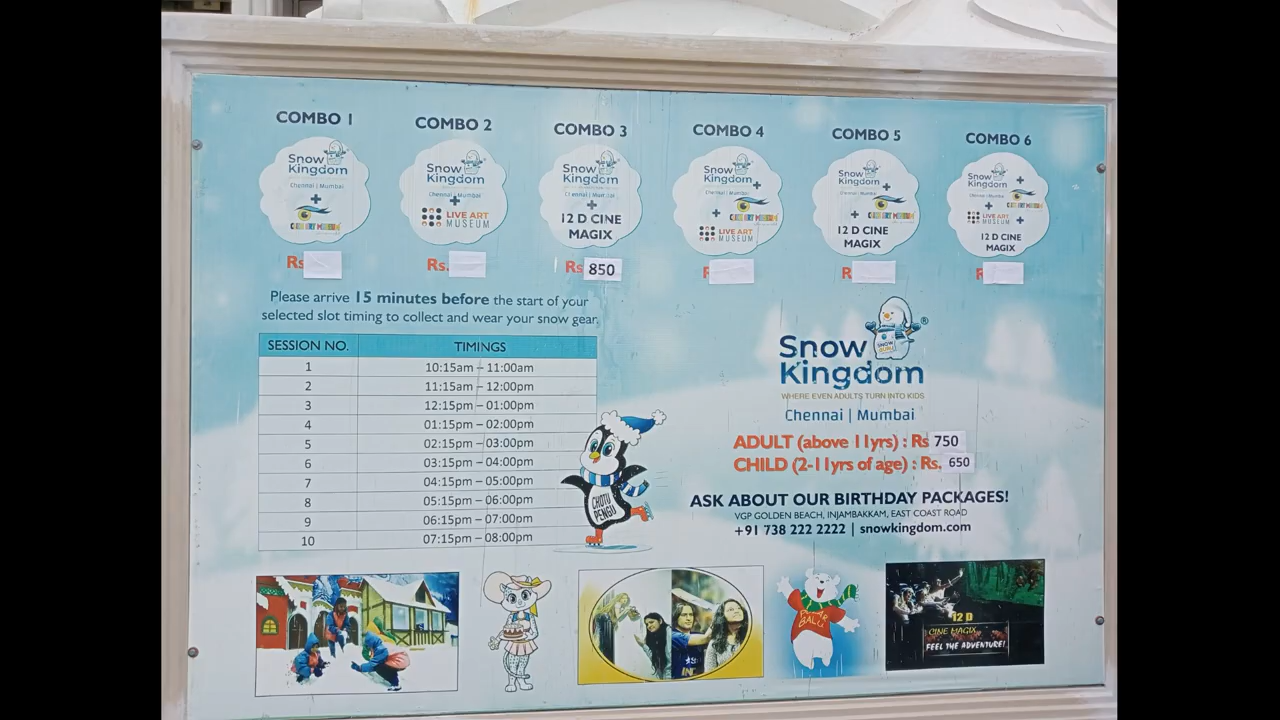 COMBO 1
Snow Kingdom
Chennai | Mumbai
+
Rs
COMBO 2
Snow Kingdom
Chennai | Mumbai
+
LIVE ART MUSEUM
Rs.
COMBO 3
Snow Kingdom
Chennai | Mumbai
+
12 D CINE MAGIX
Rs 850
COMBO 4
Snow Kingdom
+
+
LIVE ART MUSEUM
R
COMBO 5
Snow Kingdom
+
+
12 D CINE MAGIX
R
COMBO 6
Snow Kingdom
+
+
LIVE ART MUSEUM
+
12 D CINE MAGIX
R
Please arrive 15 minutes before the start of your
selected slot timing to collect and wear your snow gear.
SESSION NO. TIMINGS
1 10:15am – 11:00am
2 11:15am – 12:00pm
3 12:15pm – 01:00pm
4 01:15pm – 02:00pm
5 02:15pm – 03:00pm
6 03:15pm – 04:00pm
7 04:15pm – 05:00pm
8 05:15pm – 06:00pm
9 06:15pm – 07:00pm
10 07:15pm – 08:00pm
CHOTU
PENGU
Snow
Kingdom ®
WHERE EVEN ADULTS TURN INTO KIDS
Chennai | Mumbai
ADULT (above 11yrs) : Rs 750
CHILD (2-11yrs of age) : Rs. 650
ASK ABOUT OUR BIRTHDAY PACKAGES!
VGP GOLDEN BEACH, INJAMBAKKAM, EAST COAST ROAD
+91 738 222 2222 | snowkingdom.com
12 D
CINE MAGIX
FEEL THE ADVENTURE!